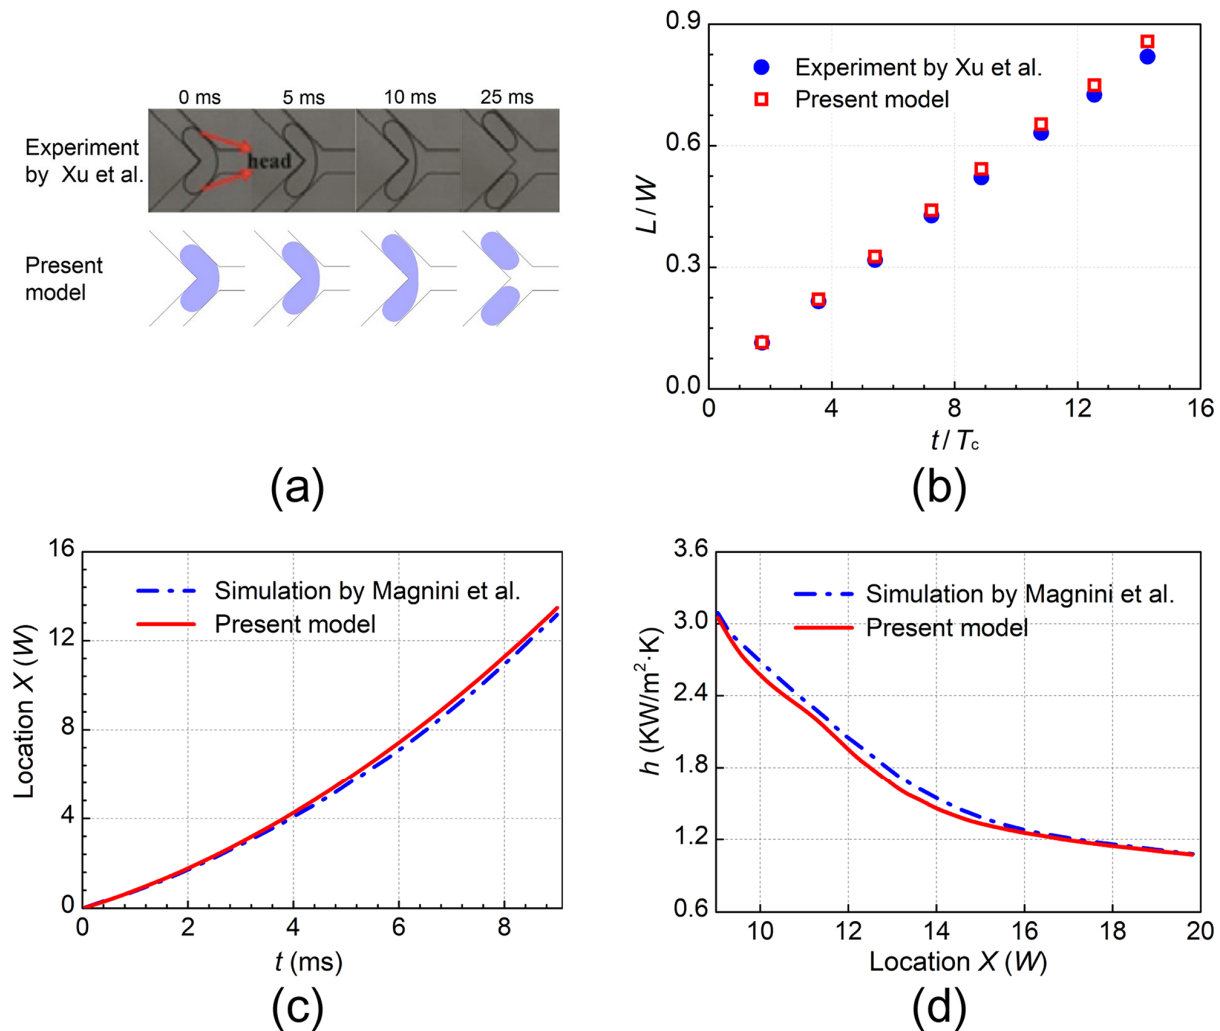 0 ms 5 ms 10 ms 25 ms
Experiment
by Xu et al.
head
Present
model
(a)
0.9
0.6
0.3
0.0
L/W
Experiment by Xu et al.
Present model
0 4 8 12 16
t/Tc
(b)
16
12
8
4
0
Location X (W)
Simulation by Magnini et al.
Present model
0 2 4 6 8
t (ms)
(c)
3.6
3.0
2.4
1.8
1.2
0.6
h (KW/m²·K)
Simulation by Magnini et al.
Present model
10 12 14 16 18 20
Location X (W)
(d)